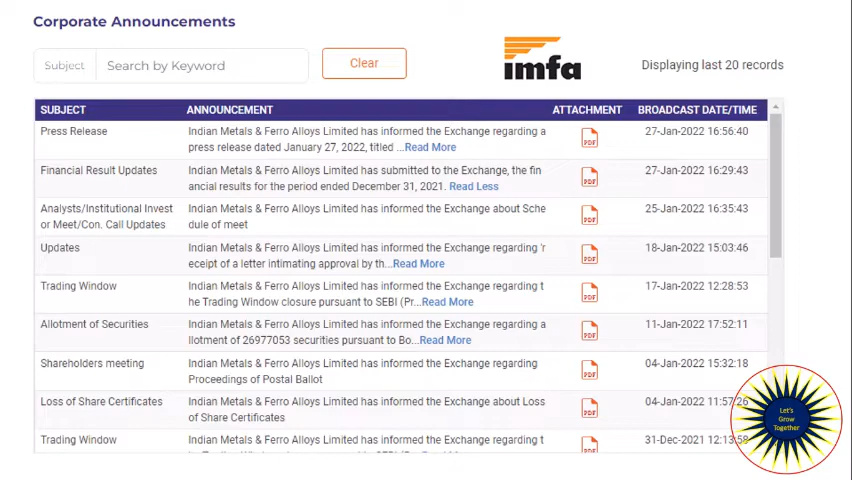 Corporate Announcements
Subject
Search by Keyword
Clear
imfa
Displaying last 20 records
SUBJECT ANNOUNCEMENT ATTACHMENT BROADCAST DATE/TIME
Press Release Indian Metals & Ferro Alloys Limited has informed the Exchange regarding a PDF 27-Jan-2022 16:56:40
press release dated January 27, 2022, titled ...Read More
Financial Result Updates Indian Metals & Ferro Alloys Limited has submitted to the Exchange, the fin PDF 27-Jan-2022 16:29:43
ancial results for the period ended December 31, 2021. Read Less
Analysts/Institutional Invest Indian Metals & Ferro Alloys Limited has informed the Exchange about Sche PDF 25-Jan-2022 16:35:43
or Meet/Con. Call Updates dule of meet
Updates Indian Metals & Ferro Alloys Limited has informed the Exchange regarding 'r PDF 18-Jan-2022 15:03:46
eceipt of a letter intimating approval by th...Read More
Trading Window Indian Metals & Ferro Alloys Limited has informed the Exchange regarding t PDF 17-Jan-2022 12:28:53
he Trading Window closure pursuant to SEBI (Pr...Read More
Allotment of Securities Indian Metals & Ferro Alloys Limited has informed the Exchange regarding a PDF 11-Jan-2022 17:52:11
llotment of 26977053 securities pursuant to Bo...Read More
Shareholders meeting Indian Metals & Ferro Alloys Limited has informed the Exchange regarding PDF 04-Jan-2022 15:32:18
Proceedings of Postal Ballot
Loss of Share Certificates Indian Metals & Ferro Alloys Limited has informed the Exchange about Loss PDF 04-Jan-2022 11:57:26
of Share Certificates
Trading Window Indian Metals & Ferro Alloys Limited has informed the Exchange regarding t PDF 31-Dec-2021 12:13:58
Let's
Grow
Together